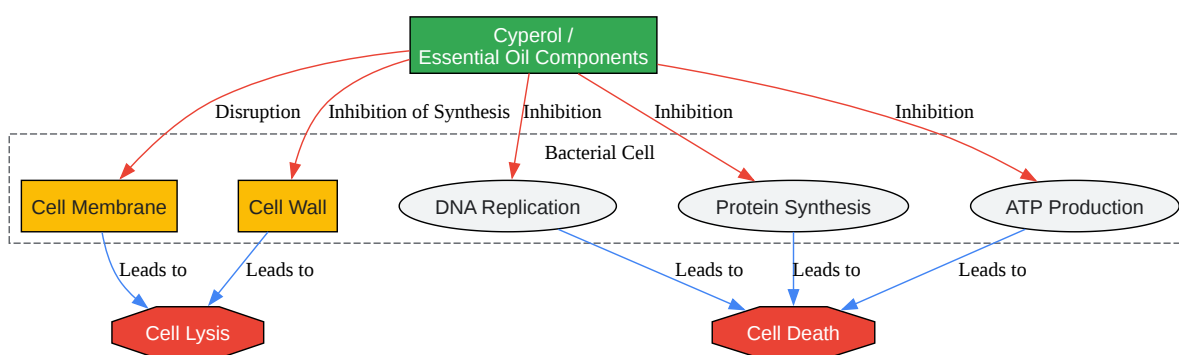 Cyperol /
Essential Oil Components
Disruption
Inhibition of Synthesis
Inhibition
Inhibition
Inhibition
Bacterial Cell
Cell Membrane
Cell Wall
DNA Replication
Protein Synthesis
ATP Production
Leads to
Leads to
Leads to
Leads to
Leads to
Cell Lysis
Cell Death